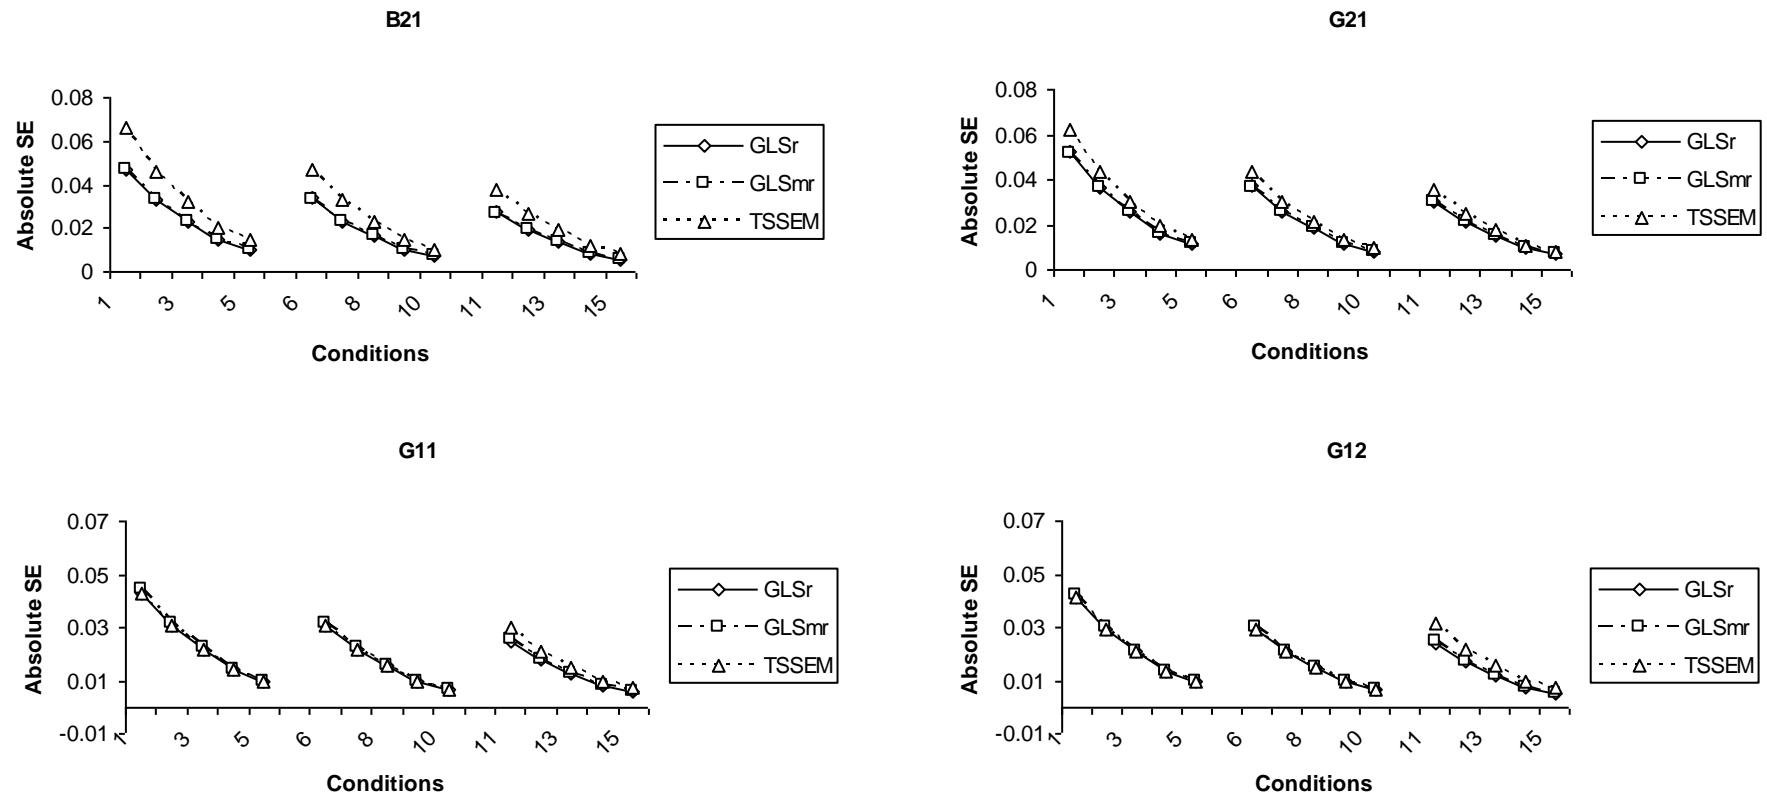 B21
Absolute SE
0.08
0.06
0.04
0.02
0
1
3
5
6
8
10
11
13
15
Conditions
GLSr
GLSmr
TSSEM
G21
Absolute SE
0.08
0.06
0.04
0.02
0
1
3
5
6
8
10
11
13
15
Conditions
GLSr
GLSmr
TSSEM
G11
Absolute SE
0.07
0.05
0.03
0.01
-0.01
1
3
5
6
8
10
11
13
15
Conditions
GLSr
GLSmr
TSSEM
G12
Absolute SE
0.07
0.05
0.03
0.01
-0.01
1
3
5
6
8
10
11
13
15
Conditions
GLSr
GLSmr
TSSEM